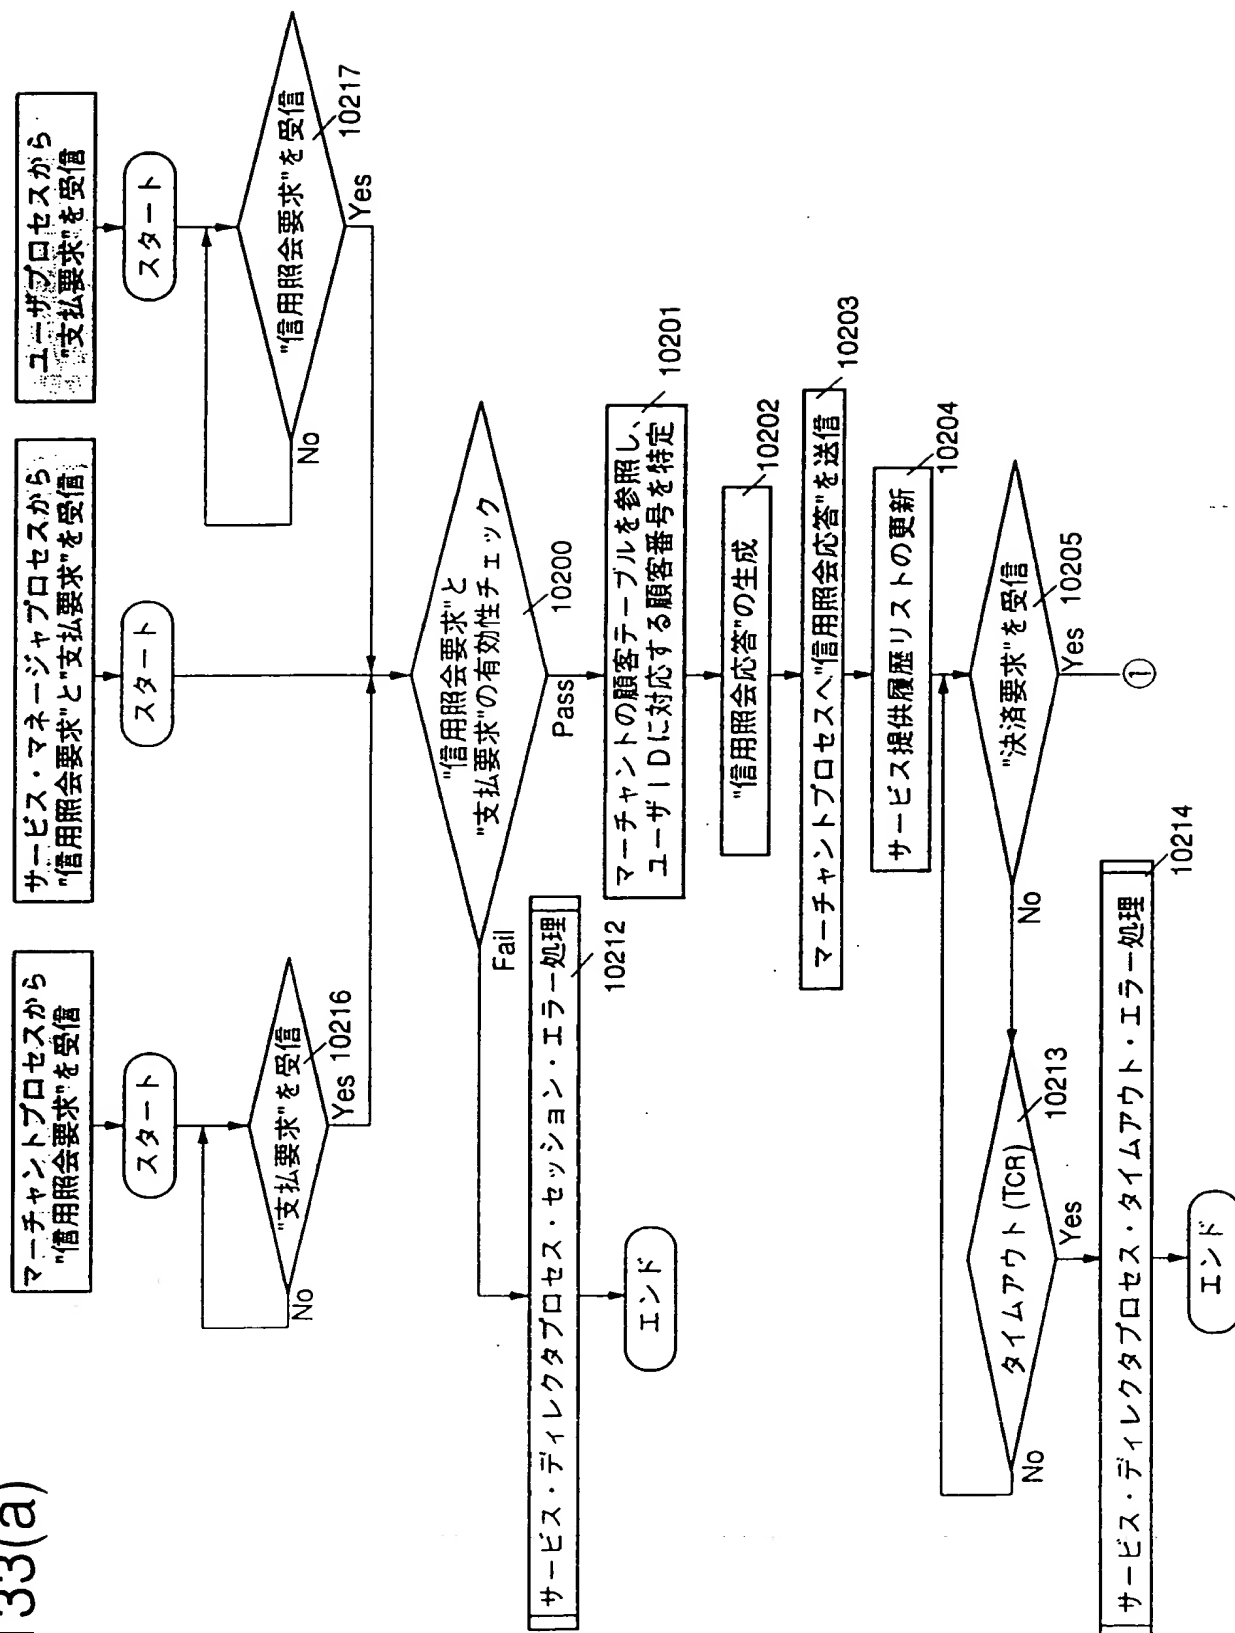 33(a)
マーチャントプロセスから
"信用照会要求"を受信
スタート
"支払要求"を受信
10216
No
Yes
サービス・マネージャプロセスから
"信用照会要求"と"支払要求"を受信
スタート
ユーザプロセスから
"支払要求"を受信
スタート
"信用照会要求"を受信
10217
No
Yes
"信用照会要求"と
"支払要求"の有効性チェック
10200
Fail
Pass
サービス・ディレクタプロセス・セッション・エラー処理
10212
エンド
マーチャントの顧客テーブルを参照し、
ユーザIDに対応する顧客番号を特定
10201
"信用照会応答"の生成
10202
マーチャントプロセスへ"信用照会応答"を送信
10203
サービス提供履歴リストの更新
10204
"決済要求"を受信
10205
No
Yes
①
タイムアウト(TCR)
10213
No
Yes
サービス・ディレクタプロセス・タイムアウト・エラー処理
10214
エンド